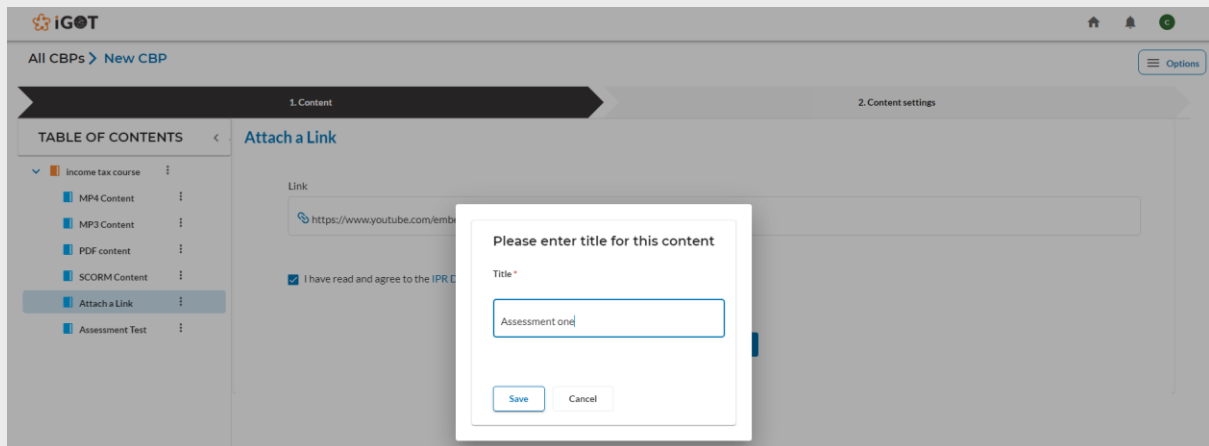 iGOT
C
All CBPs > New CBP
Options
1. Content
2. Content settings
TABLE OF CONTENTS
Attach a Link
income tax course
MP4 Content
MP3 Content
PDF content
SCORM Content
Attach a Link
Assessment Test
Link
https://www.youtube.com/embe
I have read and agree to the IPR D
Please enter title for this content
Title *
Assessment one
Save
Cancel